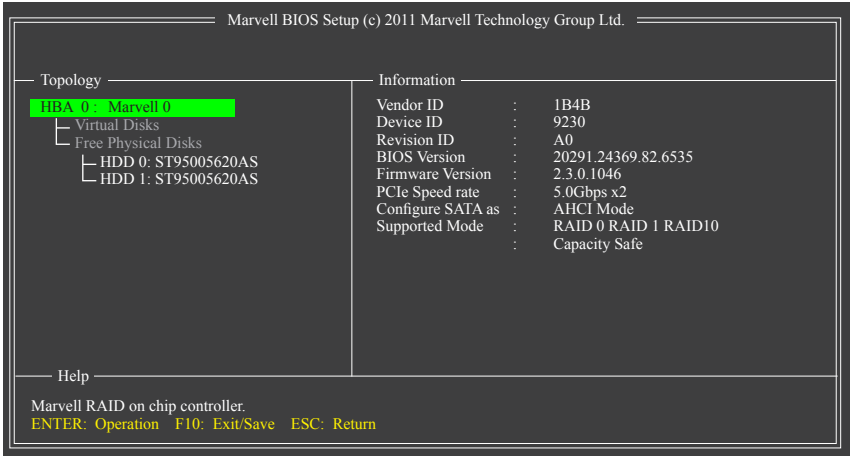 Marvell BIOS Setup (c) 2011 Marvell Technology Group Ltd.
Topology
HBA 0 : Marvell 0
Virtual Disks
Free Physical Disks
HDD 0: ST95005620AS
HDD 1: ST95005620AS
Information
Vendor ID : 1B4B
Device ID : 9230
Revision ID : A0
BIOS Version : 20291.24369.82.6535
Firmware Version : 2.3.0.1046
PCIe Speed rate : 5.0Gbps x2
Configure SATA as : AHCI Mode
Supported Mode : RAID 0 RAID 1 RAID10
: Capacity Safe
Help
Marvell RAID on chip controller.
ENTER: Operation F10: Exit/Save ESC: Return